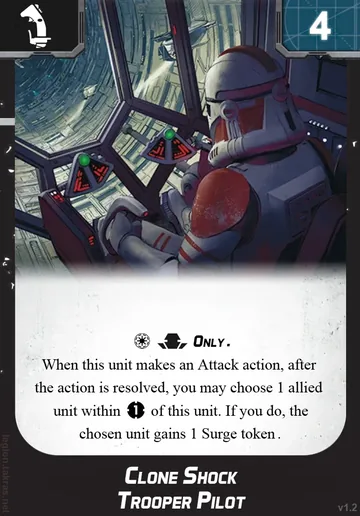 4
Only.
When this unit makes an Attack action, after
the action is resolved, you may choose 1 allied
unit within 1 of this unit. If you do, the
chosen unit gains 1 Surge token.
Clone Shock
Trooper Pilot
v1.2